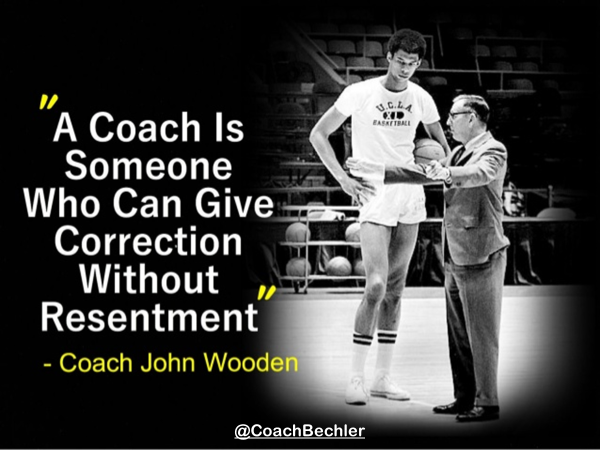 "A Coach Is
Someone
Who Can Give
Correction
Without
Resentment"
- Coach John Wooden
U.C.L.A.
BASKETBALL
@CoachBechler